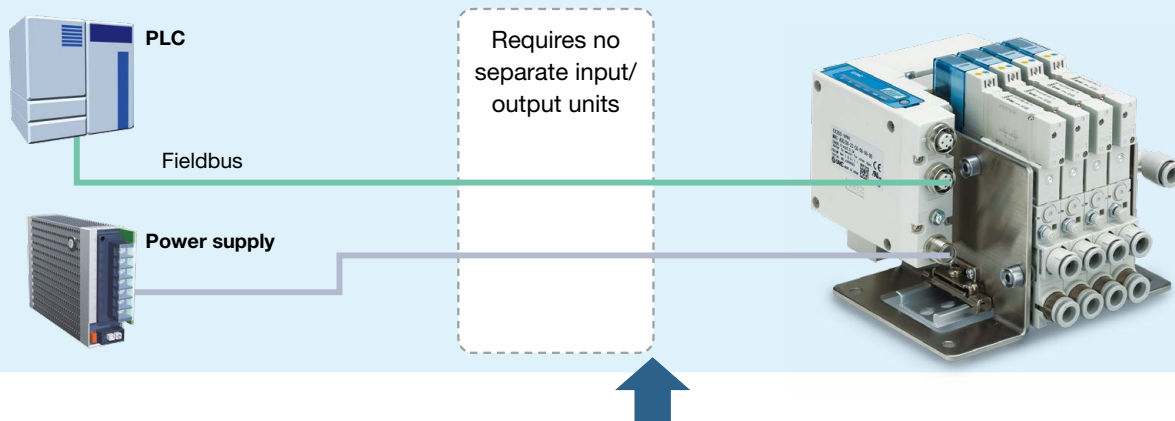 PLC
Requires no
separate input/
output units
Fieldbus
Power supply